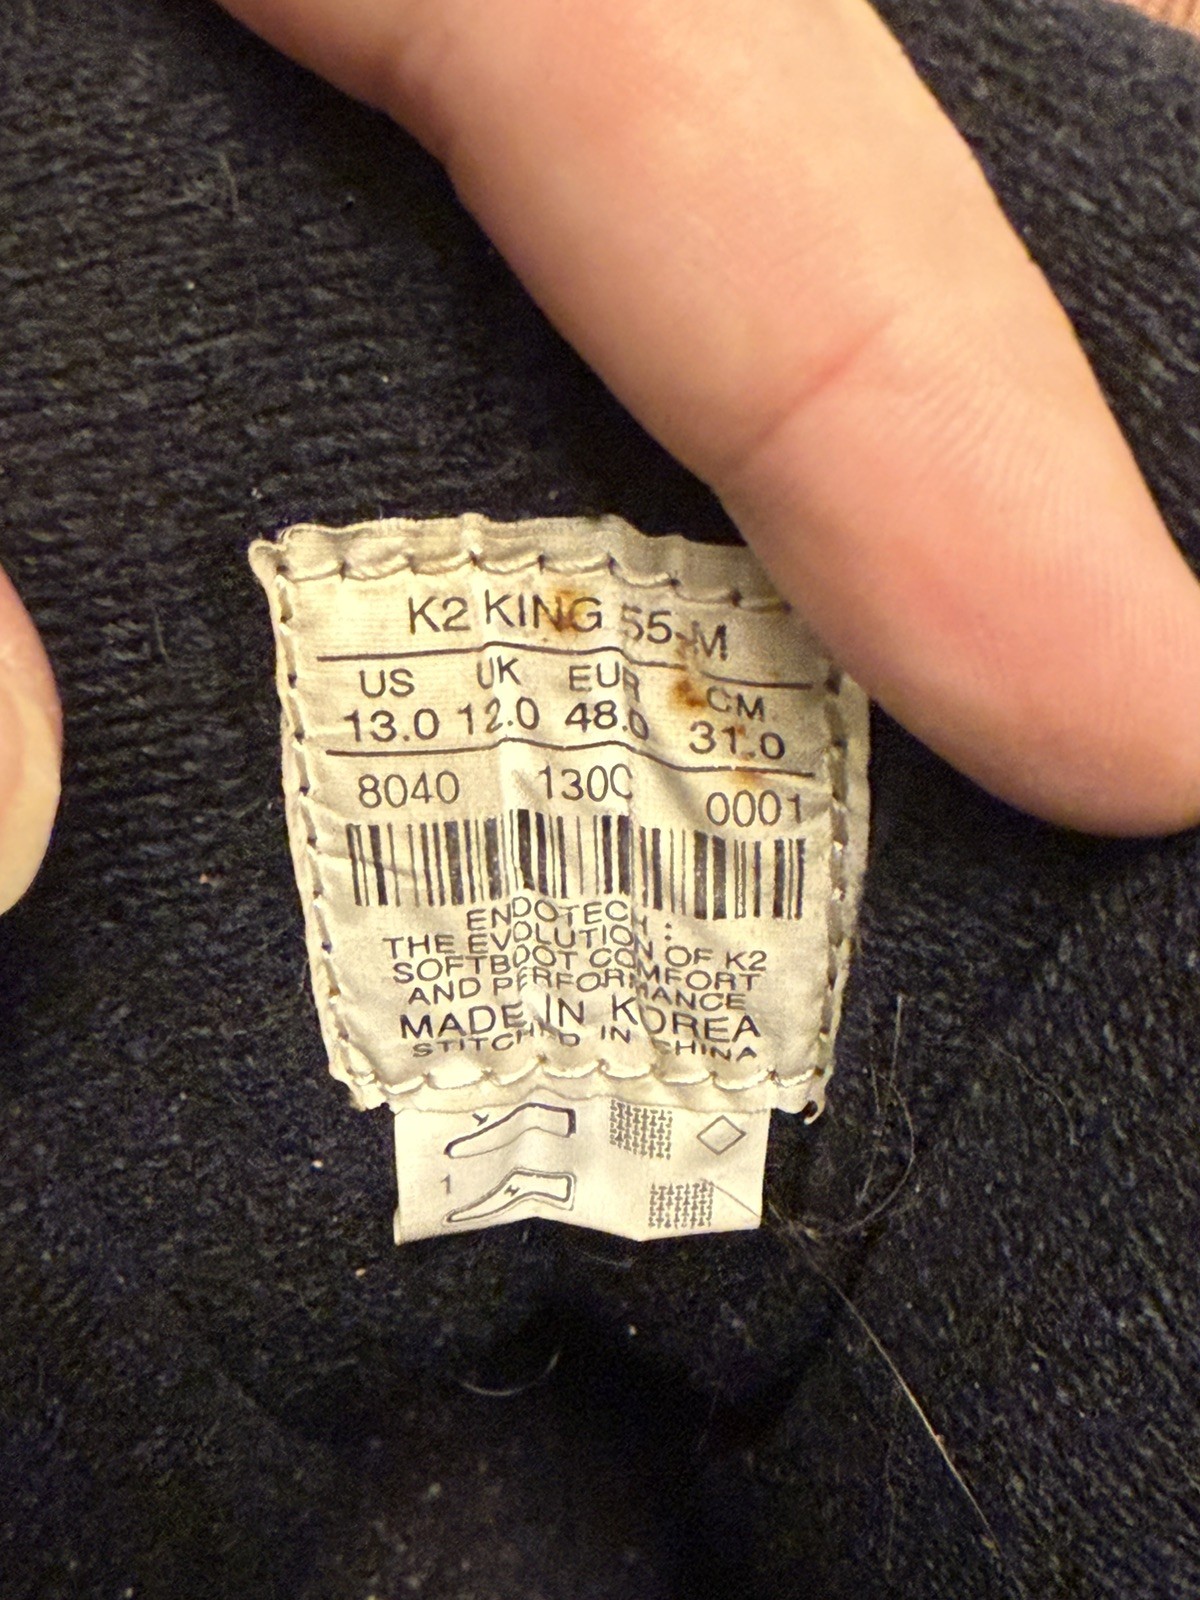 K2 KING 55-M
US UK EUR CM
13.0 12.0 48.0 31.0
8040 1300 0001
ENDOTECH :
THE EVOLUTION OF K2
SOFTBOOT COMFORT
AND PERFORMANCE
MADE IN KOREA
STITCHED IN CHINA
1